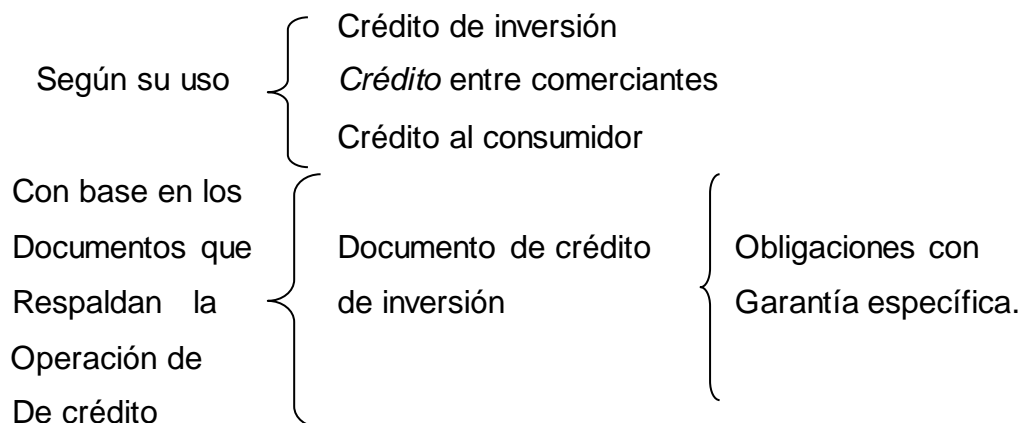 Crédito de inversión
Según su uso
Crédito entre comerciantes
Crédito al consumidor
Con base en los
Documentos que
Respaldan la
Operación de
De crédito
Documento de crédito
de inversión
Obligaciones con
Garantía específica.